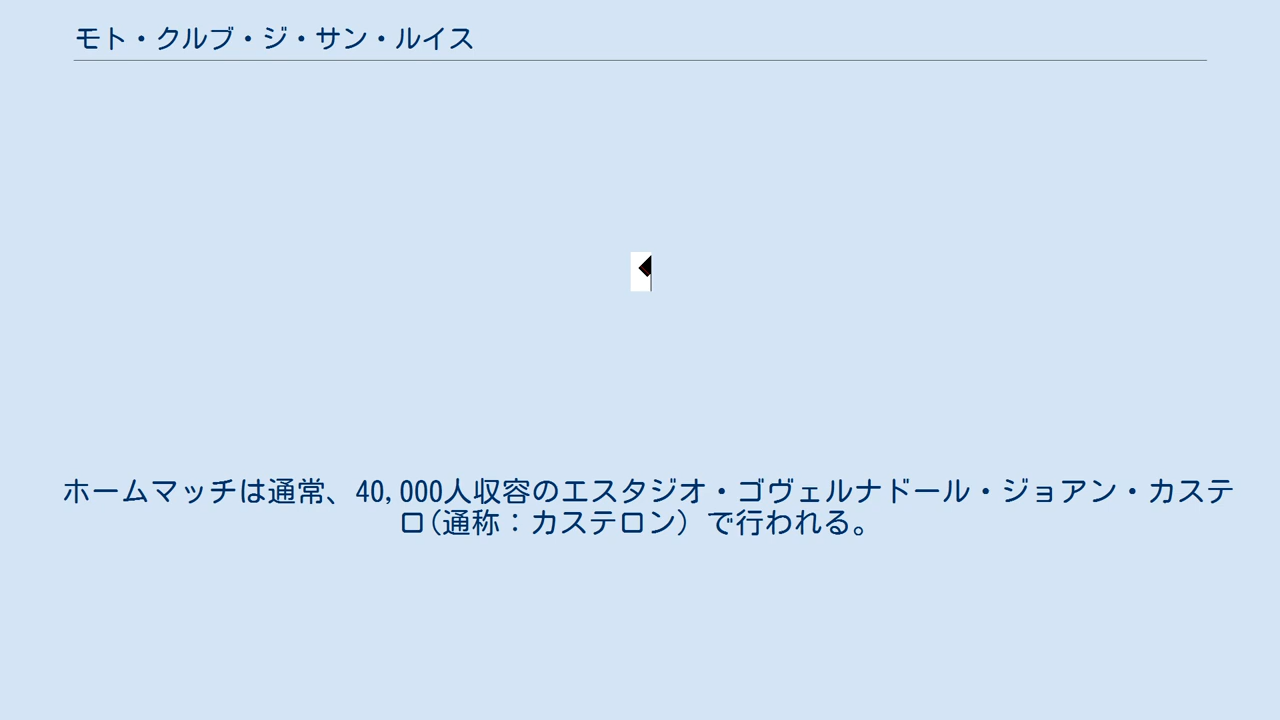 モト・クルブ・ジ・サン・ルイス
ホームマッチは通常、40,000人収容のエスタジオ・ゴヴェルナドール・ジョアン・カステ
ロ(通称：カステロン）で行われる。